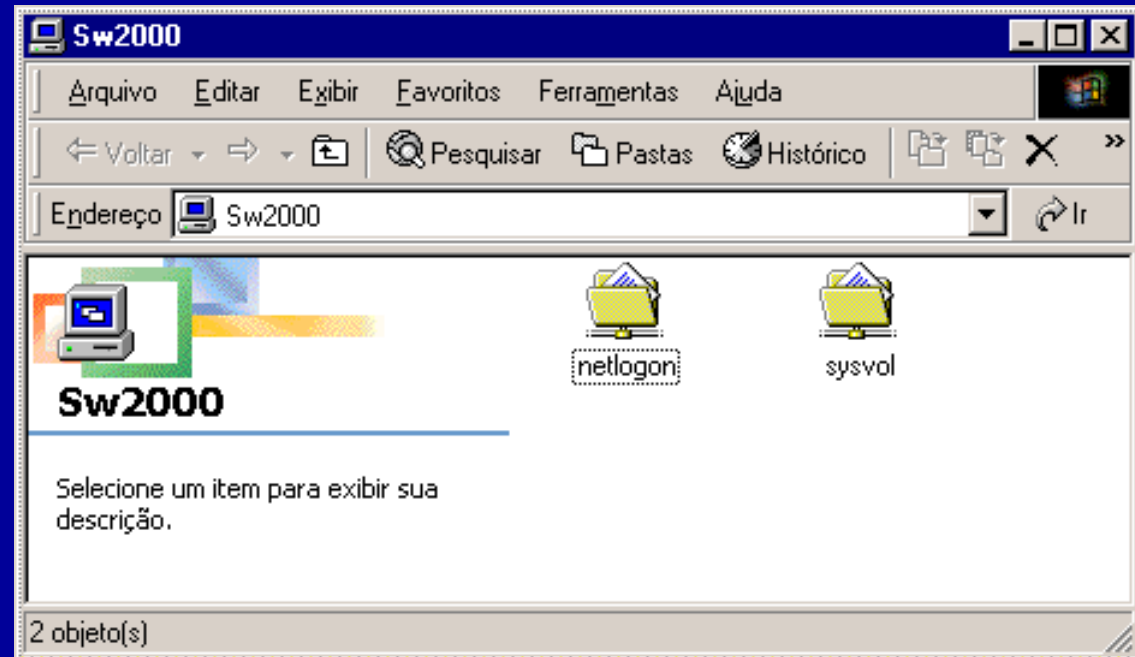 Sw2000
Arquivo Editar Exibir Favoritos Ferramentas Ajuda
Voltar Pesquisar Pastas Histórico »
Endereço Sw2000 Ir
netlogon sysvol
Sw2000
Selecione um item para exibir sua
descrição.
2 objeto(s)